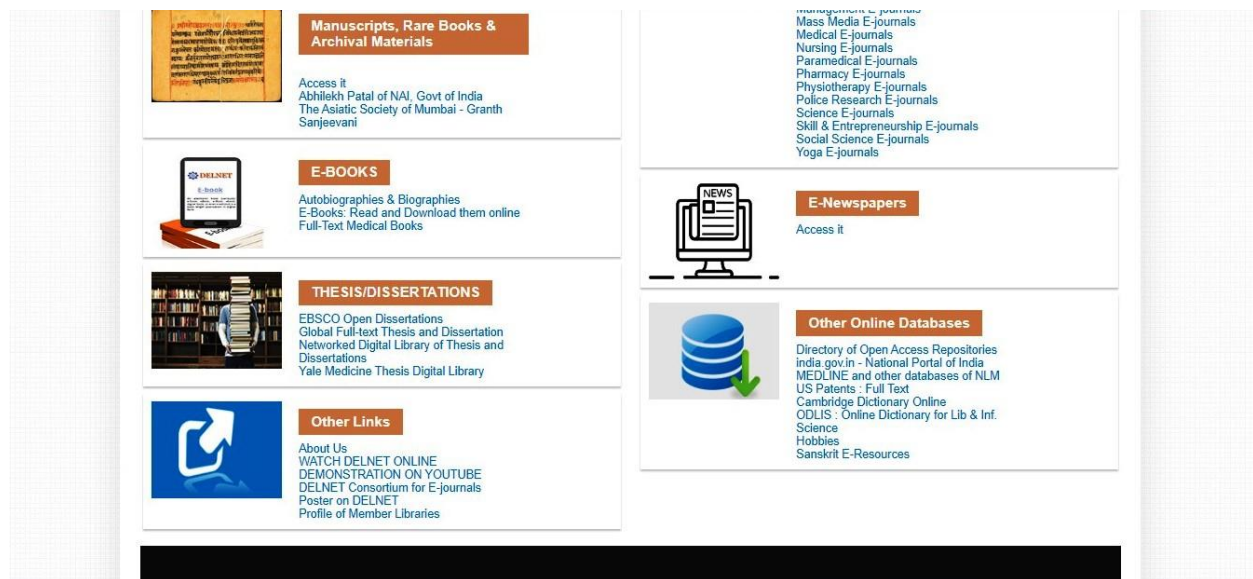 Manuscripts, Rare Books &
Archival Materials
Access it
Abhilekh Patal of NAI, Govt of India
The Asiatic Society of Mumbai - Granth
Sanjeevani
DELNET
E-book
E-BOOKS
Autobiographies & Biographies
E-Books: Read and Download them online
Full-Text Medical Books
THESIS/DISSERTATIONS
EBSCO Open Dissertations
Global Full-text Thesis and Dissertation
Networked Digital Library of Thesis and
Dissertations
Yale Medicine Thesis Digital Library
Other Links
About Us
WATCH DELNET ONLINE
DEMONSTRATION ON YOUTUBE
DELNET Consortium for E-journals
Poster on DELNET
Profile of Member Libraries
Management E-journals
Mass Media E-journals
Medical E-journals
Nursing E-journals
Paramedical E-journals
Pharmacy E-journals
Physiotherapy E-journals
Police Research E-journals
Science E-journals
Skill & Entrepreneurship E-journals
Social Science E-journals
Yoga E-journals
NEWS
E-Newspapers
Access it
Other Online Databases
Directory of Open Access Repositories
india.gov.in - National Portal of India
MEDLINE and other databases of NLM
US Patents : Full Text
Cambridge Dictionary Online
ODLIS : Online Dictionary for Lib & Inf.
Science
Hobbies
Sanskrit E-Resources